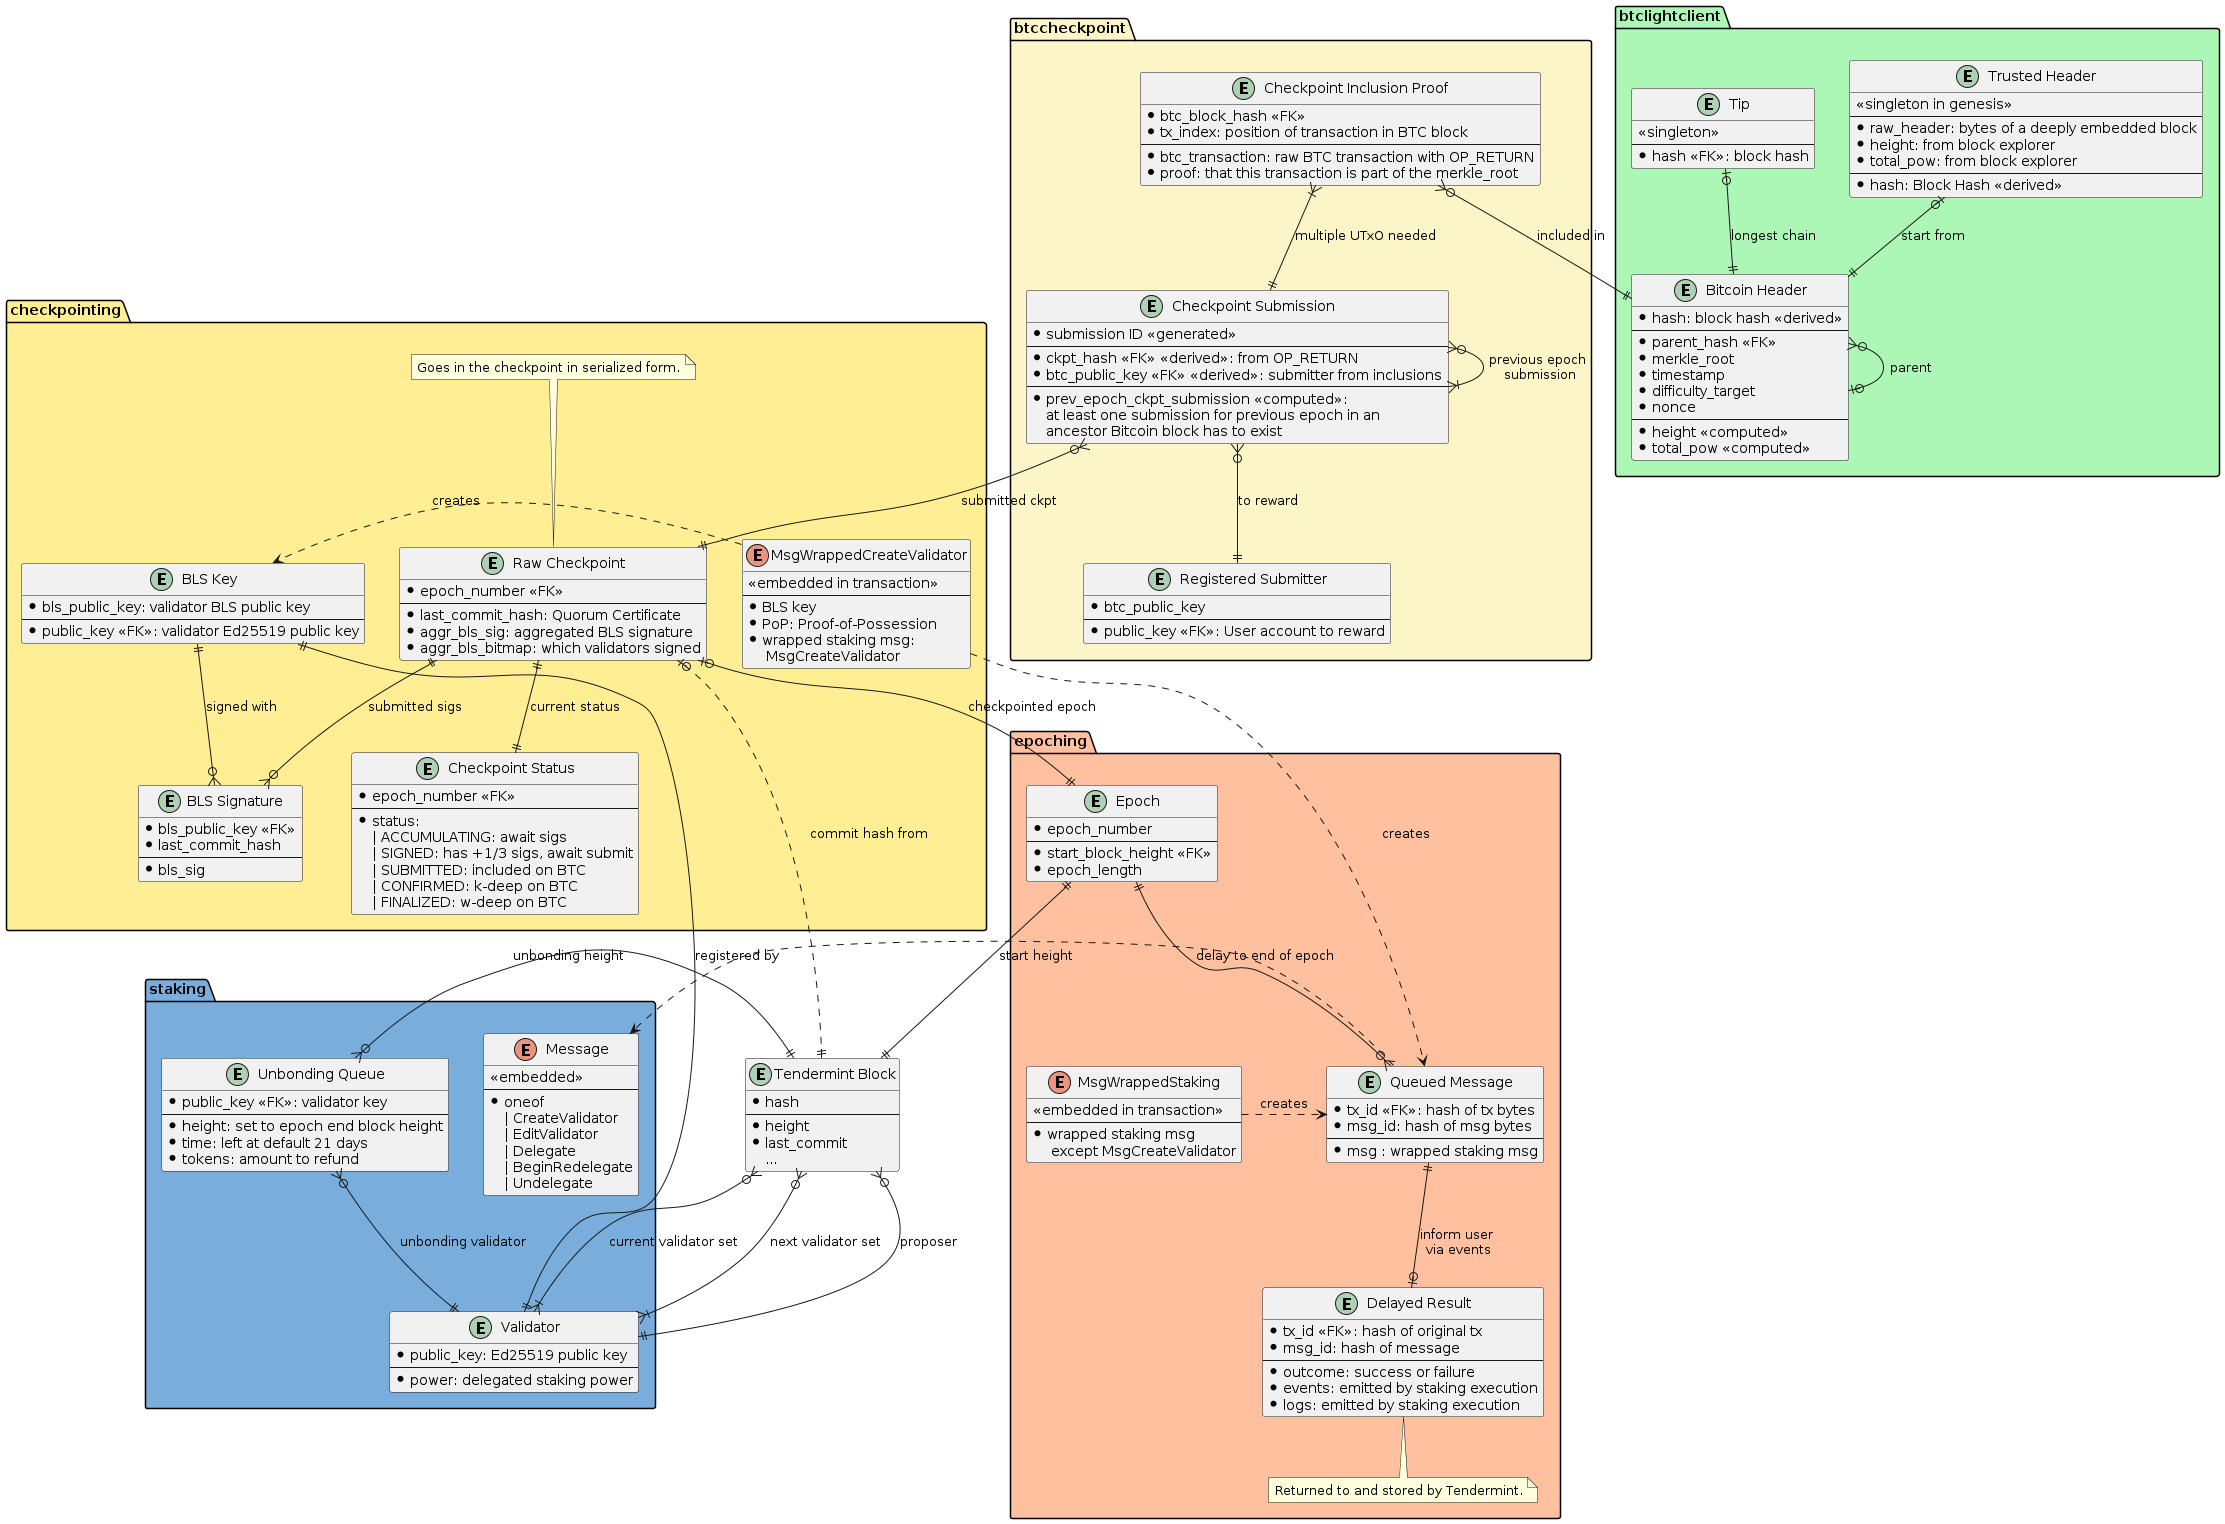 btclightclient
btccheckpoint
E Trusted Header
«singleton in genesis»
raw_header: bytes of a deeply embedded block
height: from block explorer
total_pow: from block explorer
hash: Block Hash «derived»
E Tip
«singleton»
hash «FK»: block hash
E Checkpoint Inclusion Proof
btc_block_hash «FK»
tx_index: position of transaction in BTC block
btc_transaction: raw BTC transaction with OP_RETURN
proof: that this transaction is part of the merkle_root
multiple UTxO needed
included in
longest chain
start from
E Bitcoin Header
hash: block hash «derived»
parent_hash «FK»
merkle_root
timestamp
difficulty_target
nonce
height «computed»
total_pow «computed»
parent
E Checkpoint Submission
submission ID «generated»
ckpt_hash «FK» «derived»: from OP_RETURN
btc_public_key «FK» «derived»: submitter from inclusions
prev_epoch_ckpt_submission «computed»:
at least one submission for previous epoch in an
ancestor Bitcoin block has to exist
previous epoch
submission
checkpointing
Goes in the checkpoint in serialized form.
creates
submitted ckpt
to reward
E BLS Key
bls_public_key: validator BLS public key
public_key «FK»: validator Ed25519 public key
E Raw Checkpoint
epoch_number «FK»
last_commit_hash: Quorum Certificate
aggr_bls_sig: aggregated BLS signature
aggr_bls_bitmap: which validators signed
E MsgWrappedCreateValidator
«embedded in transaction»
BLS key
PoP: Proof-of-Possession
wrapped staking msg:
MsgCreateValidator
E Registered Submitter
btc_public_key
public_key «FK»: User account to reward
signed with
submitted sigs
current status
checkpointed epoch
epoching
E BLS Signature
bls_public_key «FK»
last_commit_hash
bls_sig
E Checkpoint Status
epoch_number «FK»
status:
| ACCUMULATING: await sigs
| SIGNED: has +1/3 sigs, await submit
| SUBMITTED: included on BTC
| CONFIRMED: k-deep on BTC
| FINALIZED: w-deep on BTC
commit hash from
E Epoch
epoch_number
start_block_height «FK»
epoch_length
creates
unbonding height
registered by
start height
delay to end of epoch
staking
E Unbonding Queue
public_key «FK»: validator key
height: set to epoch end block height
time: left at default 21 days
tokens: amount to refund
E Message
«embedded»
oneof
| CreateValidator
| EditValidator
| Delegate
| BeginRedelegate
| Undelegate
E Tendermint Block
hash
height
last_commit
...
E MsgWrappedStaking
«embedded in transaction»
wrapped staking msg
except MsgCreateValidator
creates
E Queued Message
tx_id «FK»: hash of tx bytes
msg_id: hash of msg bytes
msg : wrapped staking msg
unbonding validator
current validator set
next validator set
proposer
inform user
via events
E Validator
public_key: Ed25519 public key
power: delegated staking power
E Delayed Result
tx_id «FK»: hash of original tx
msg_id: hash of message
outcome: success or failure
events: emitted by staking execution
logs: emitted by staking execution
Returned to and stored by Tendermint.